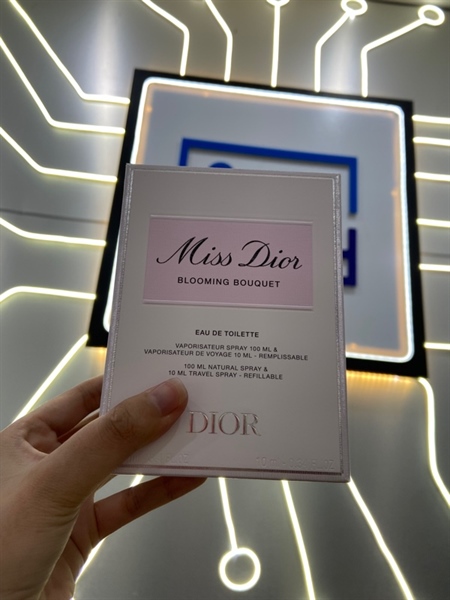 Miss Dior
BLOOMING BOUQUET
EAU DE TOILETTE
VAPORISATEUR SPRAY 100 ML &
VAPORISATEUR DE VOYAGE 10 ML - REMPLISSABLE
100 ML NATURAL SPRAY &
10 ML TRAVEL SPRAY - REFILLABLE
DIOR